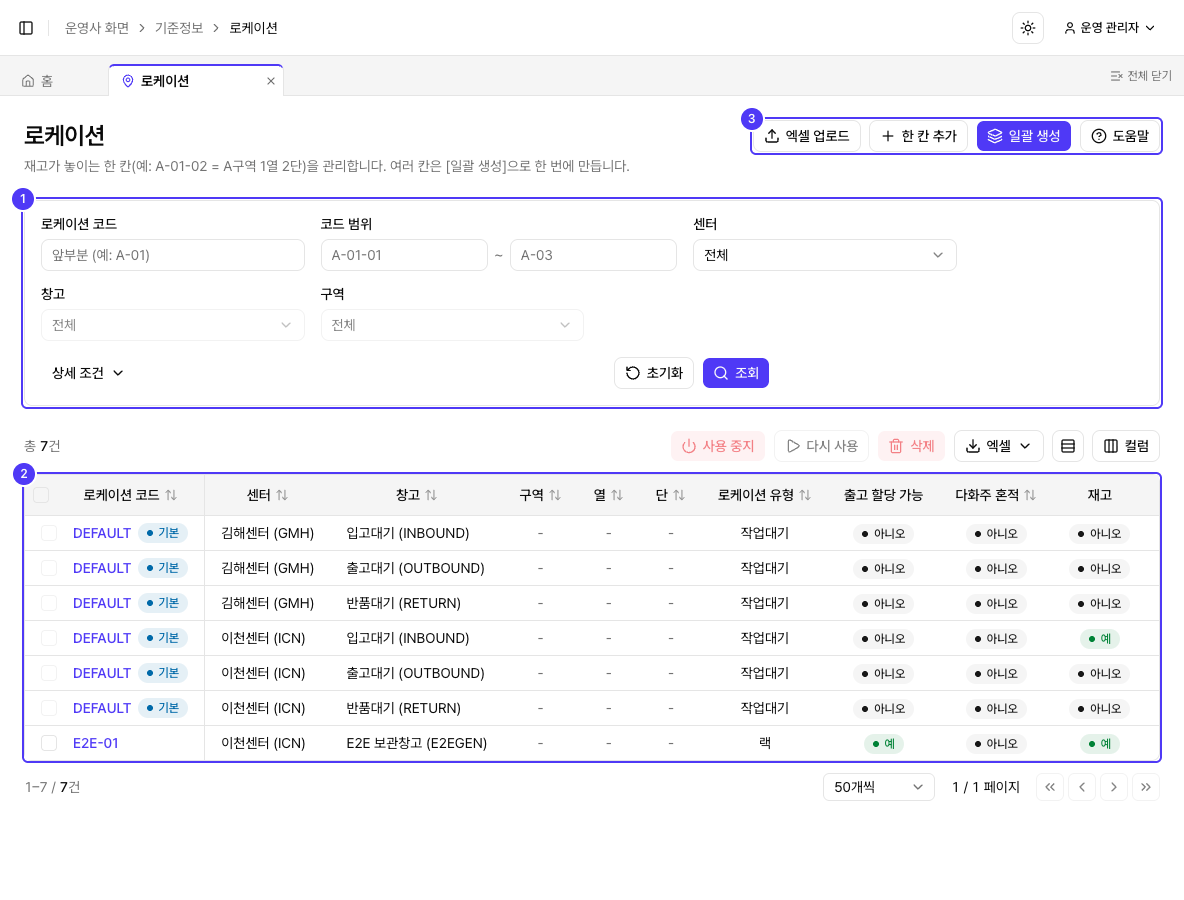 운영사 화면 > 기준정보 > 로케이션
운영 관리자
홈
로케이션
전체 닫기
로케이션
재고가 놓이는 한 칸(예: A-01-02 = A구역 1열 2단)을 관리합니다. 여러 칸은 [일괄 생성]으로 한 번에 만듭니다.
3
엑셀 업로드
한 칸 추가
일괄 생성
도움말
1
로케이션 코드
코드 범위
센터
앞부분 (예: A-01)
A-01-01 ~ A-03
전체
창고
구역
전체
전체
상세 조건
초기화
조회
총 7건
사용 중지
다시 사용
삭제
엑셀
컬럼
2
로케이션 코드 센터 창고 구역 열 단 로케이션 유형 출고 할당 가능 다화주 혼적 재고
DEFAULT 기본 김해센터 (GMH) 입고대기 (INBOUND) - - - 작업대기 아니오 아니오 아니오
DEFAULT 기본 김해센터 (GMH) 출고대기 (OUTBOUND) - - - 작업대기 아니오 아니오 아니오
DEFAULT 기본 김해센터 (GMH) 반품대기 (RETURN) - - - 작업대기 아니오 아니오 아니오
DEFAULT 기본 이천센터 (ICN) 입고대기 (INBOUND) - - - 작업대기 아니오 아니오 예
DEFAULT 기본 이천센터 (ICN) 출고대기 (OUTBOUND) - - - 작업대기 아니오 아니오 아니오
DEFAULT 기본 이천센터 (ICN) 반품대기 (RETURN) - - - 작업대기 아니오 아니오 아니오
E2E-01 이천센터 (ICN) E2E 보관창고 (E2EGEN) - - - 랙 예 아니오 예
1–7 / 7건
50개씩
1 / 1 페이지